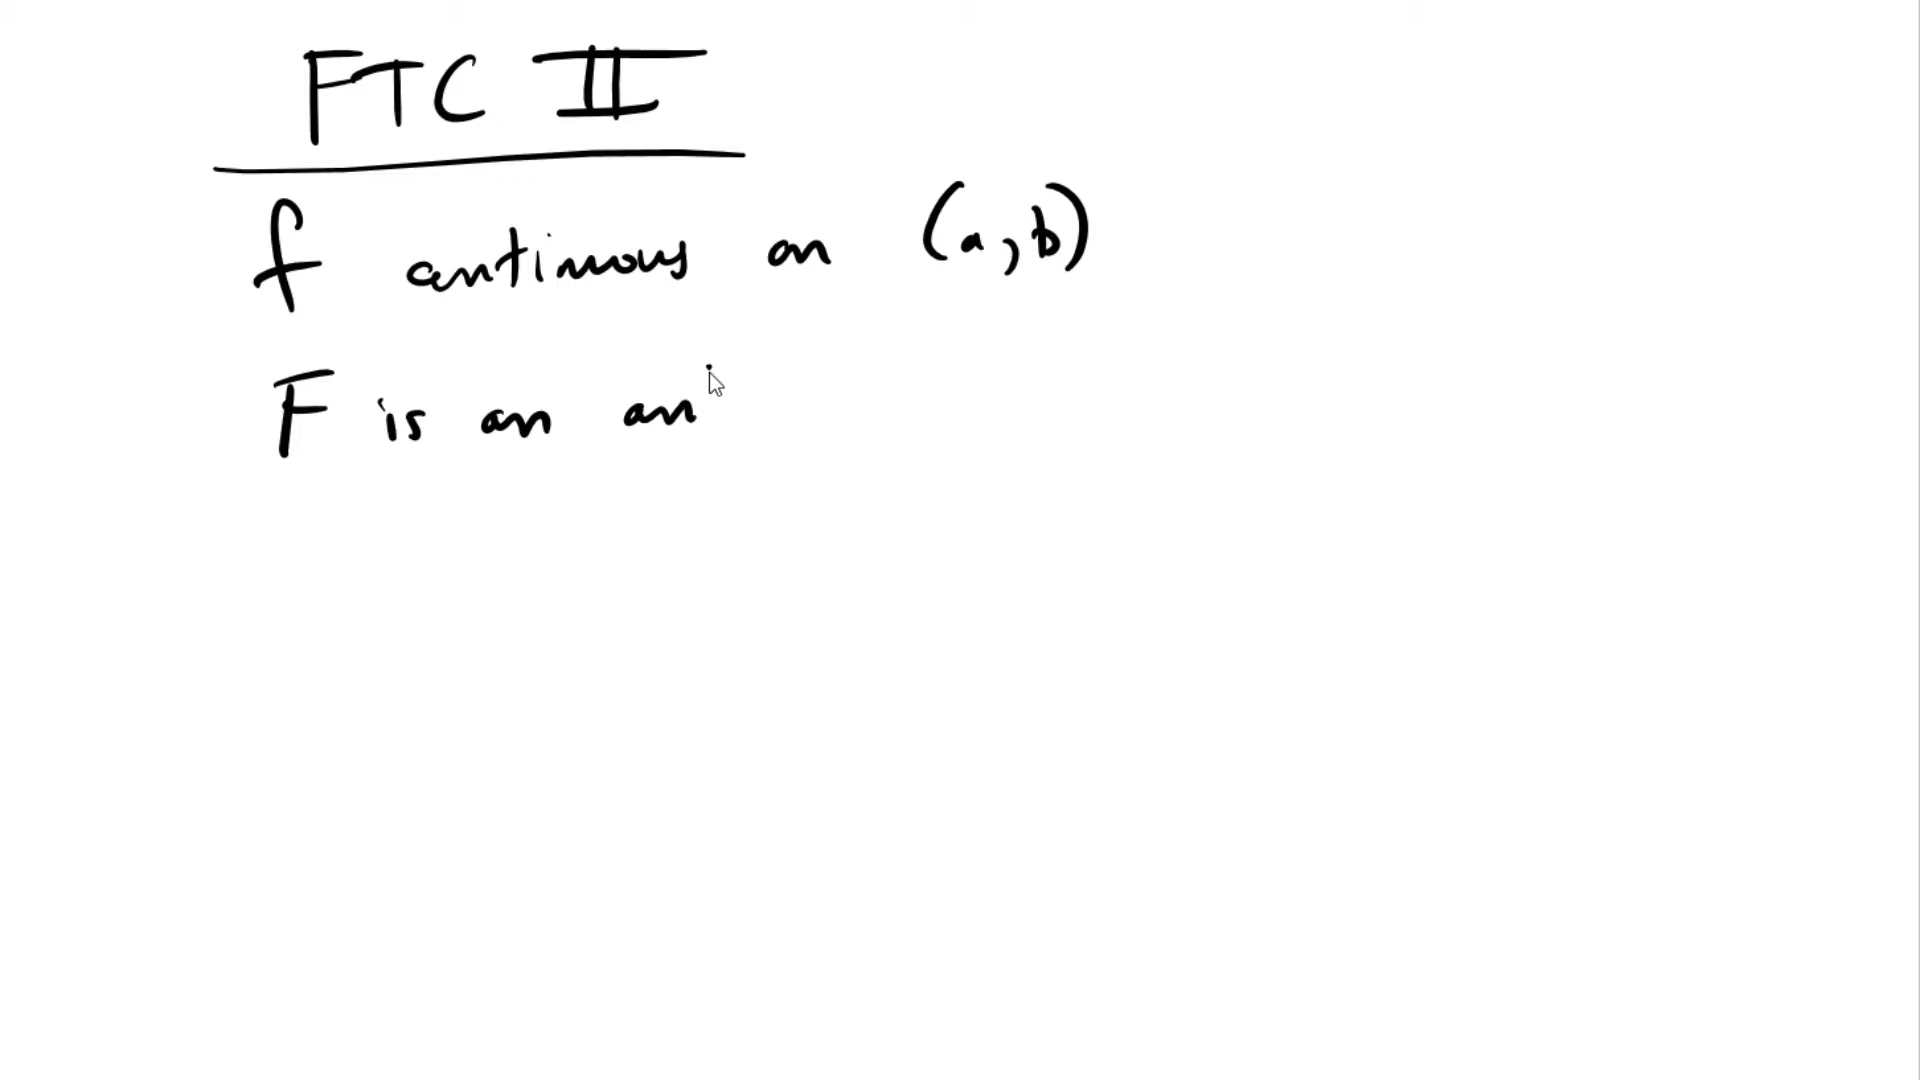 FTC II
f continuous on (a,b)
F is an an